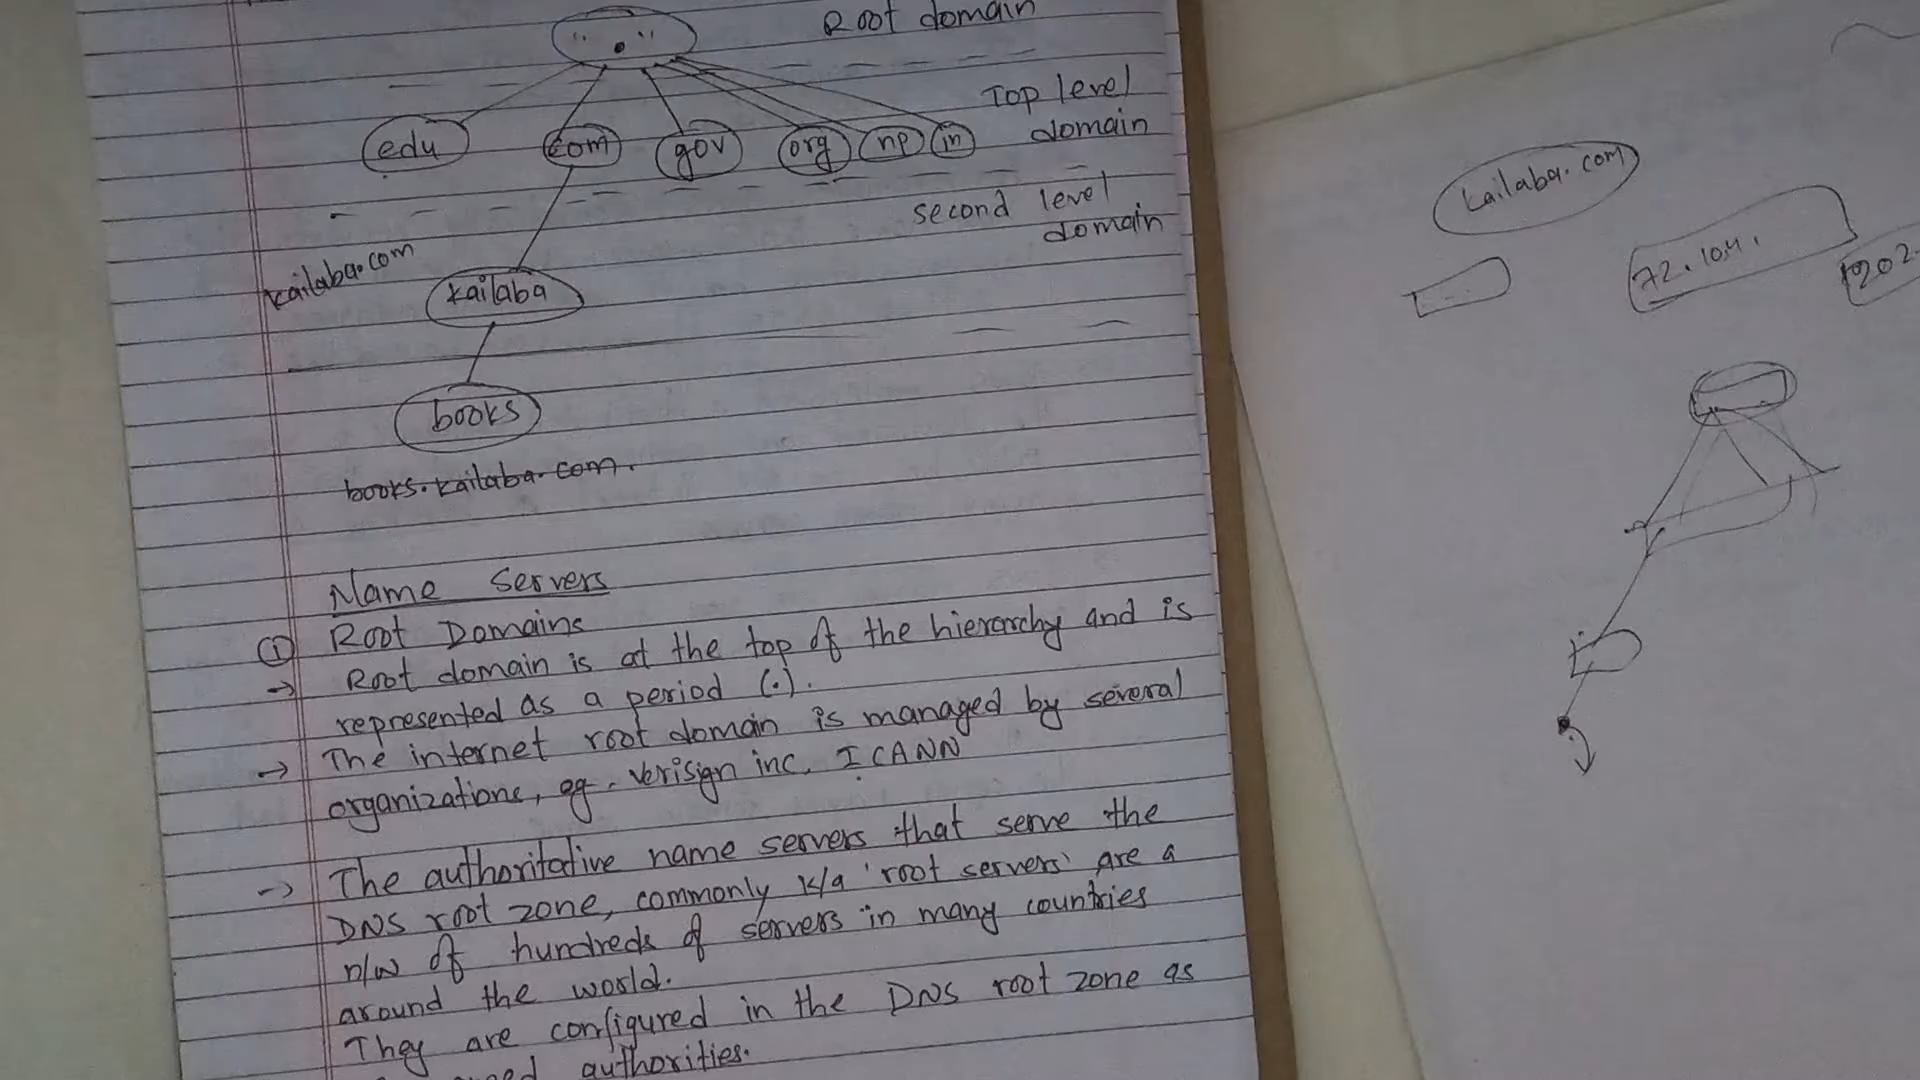 " . " Root domain
Top level
domain
edu com gov org np in
second level
domain
kailaba.com
kailaba
books
books.kailaba.com.
Name Servers
① Root Domains
→ Root domain is at the top of the hierarchy and is
represented as a period (.).
→ The internet root domain is managed by several
organizations, eg. Verisign inc, ICANN
→ The authoritative name servers that serve the
DNS root zone, commonly k/a 'root servers' are a
n/w of hundreds of servers in many countries
around the world.
They are configured in the DNS root zone as
authorities.
kailaba.com
72.104.
202.